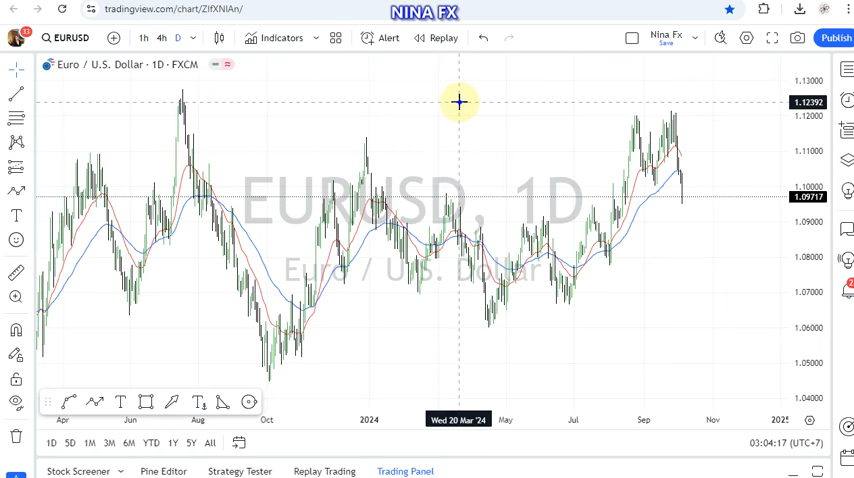 tradingview.com/chart/ZIfXNIAn/
NINA FX
33
EURUSD
1h 4h D
Indicators
Alert
Replay
Nina Fx
Save
Publish
Euro / U.S. Dollar · 1D · FXCM
EURUSD, 1D
Euro / U.S. Dollar
1.13000
1.12392
1.12000
1.11000
1.10000
1.09717
1.09000
1.08000
1.07000
1.06000
1.05000
1.04000
2
Apr Jun Aug Oct 2024 Wed 20 Mar '24 May Jul Sep Nov 2025
1D 5D 1M 3M 6M YTD 1Y 5Y All
03:04:17 (UTC+7)
Stock Screener Pine Editor Strategy Tester Replay Trading Trading Panel